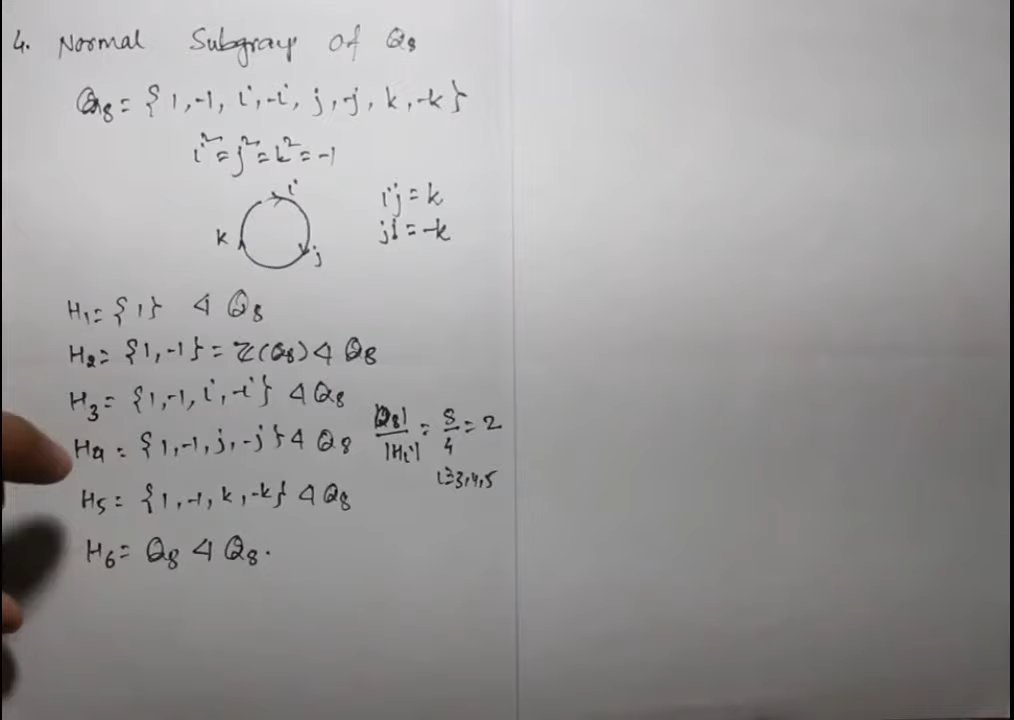 4. Normal Subgroup of Q8
Q8 = { 1, -1, i, -i, j, -j, k, -k }
i² = j² = k² = -1
i
k
j
ij = k
ji = -k
H1 = { 1 } ⊲ Q8
H2 = { 1, -1 } = Z(Q8) ⊲ Q8
H3 = { 1, -1, i, -i } ⊲ Q8
H4 = { 1, -1, j, -j } ⊲ Q8
|Q8| / |Hi| = 8/4 = 2
i=3,4,5
H5 = { 1, -1, k, -k } ⊲ Q8
H6 = Q8 ⊲ Q8.